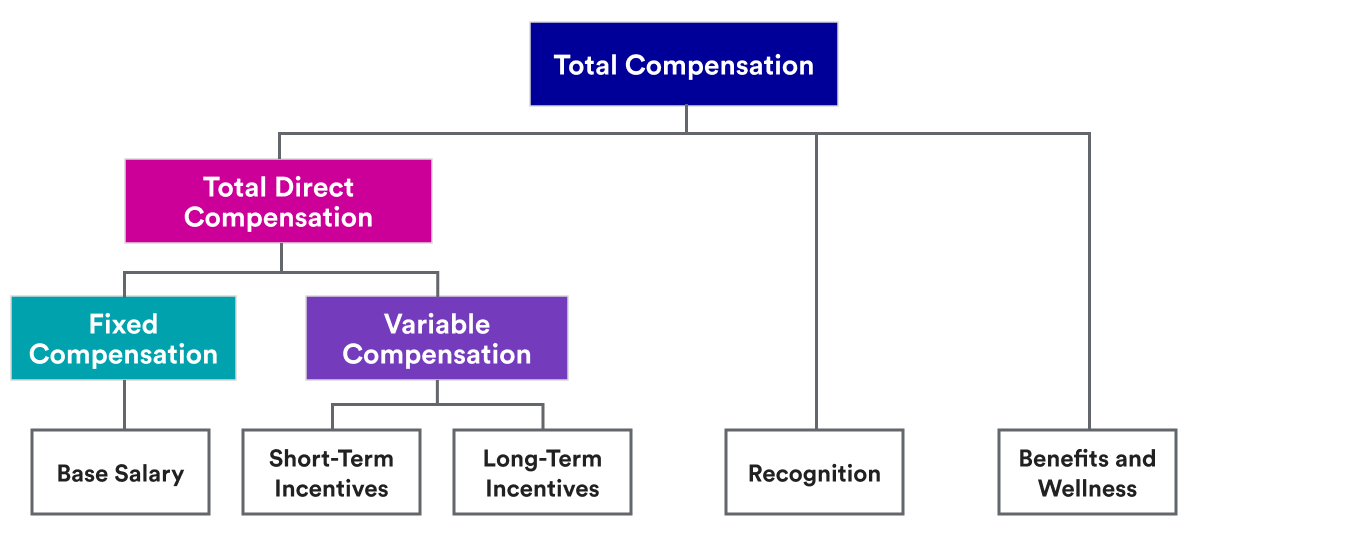 Total Compensation
Total Direct
Compensation
Fixed
Compensation
Variable
Compensation
Base Salary
Short-Term
Incentives
Long-Term
Incentives
Recognition
Benefits and
Wellness